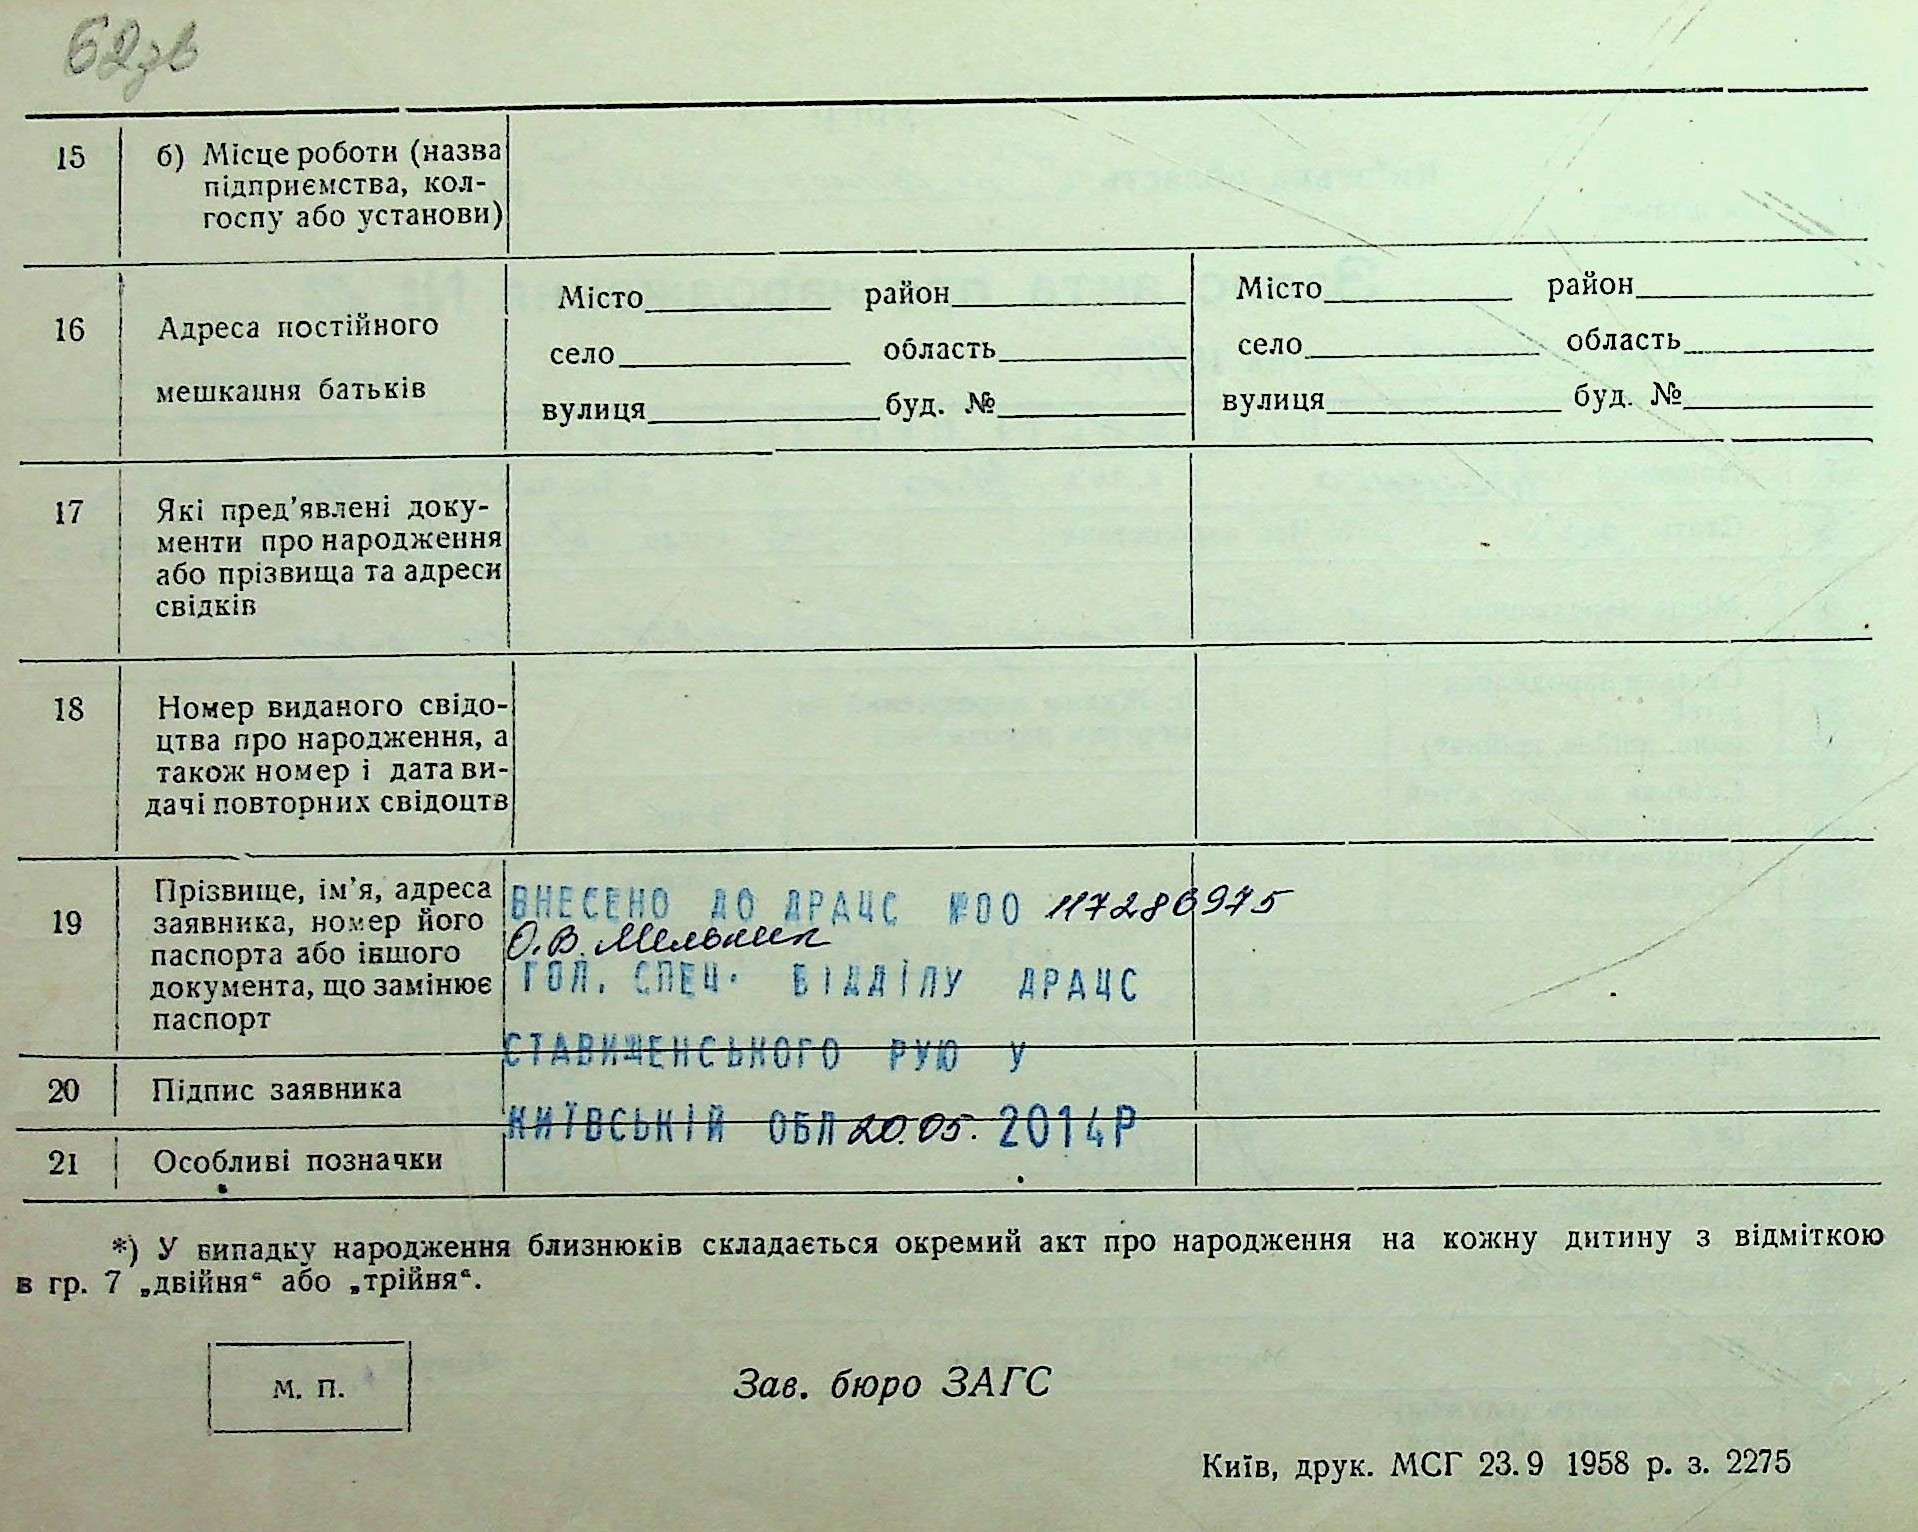 62зв
15 б) Місце роботи (назва
підприємства, кол-
госпу або установи)
16 Адреса постійного
мешкання батьків
Місто район
село область
вулиця буд. №
Місто район
село область
вулиця буд. №
17 Які пред’явлені доку-
менти про народження
або прізвища та адреси
свідків
18 Номер виданого свідо-
цтва про народження, а
також номер і дата ви-
дачі повторних свідоцтв
19 Прізвище, ім’я, адреса
заявника, номер його
паспорта або іншого
документа, що замінює
паспорт
ВНЕСЕНО ДО ДРАЦС №00 117286975
О.В. Мельник
ГОЛ. СПЕЦ. ВІДДІЛУ ДРАЦС
СТАВИЩЕНСЬКОГО РУЮ У
КИЇВСЬКІЙ ОБЛ 20.05. 2014Р
20 Підпис заявника
21 Особливі позначки
*) У випадку народження близнюків складається окремий акт про народження на кожну дитину з відміткою
в гр. 7 „двійня“ або „трійня“.
М. П.
Зав. бюро ЗАГС
Київ, друк. МСГ 23.9 1958 р. з. 2275